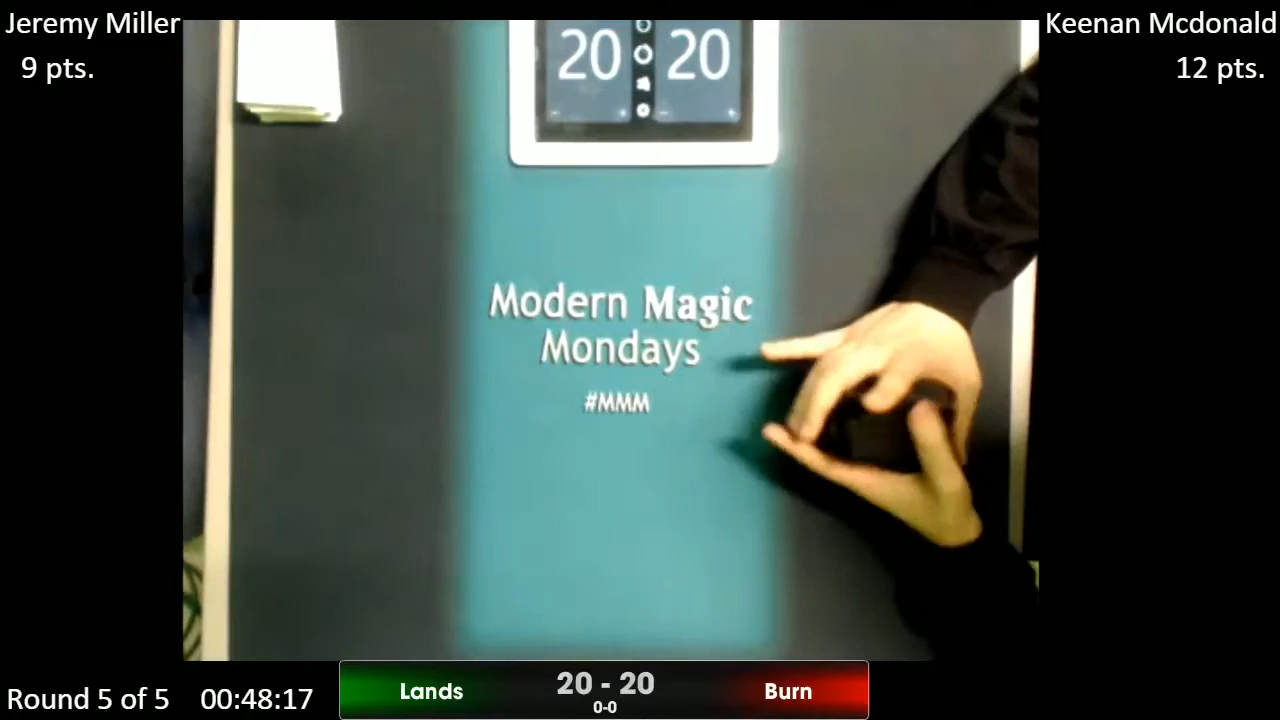 Jeremy Miller
9 pts.
Keenan Mcdonald
12 pts.
20 20
Modern Magic
Mondays
#MMM
Round 5 of 5 00:48:17
Lands 20 - 20 Burn
0-0